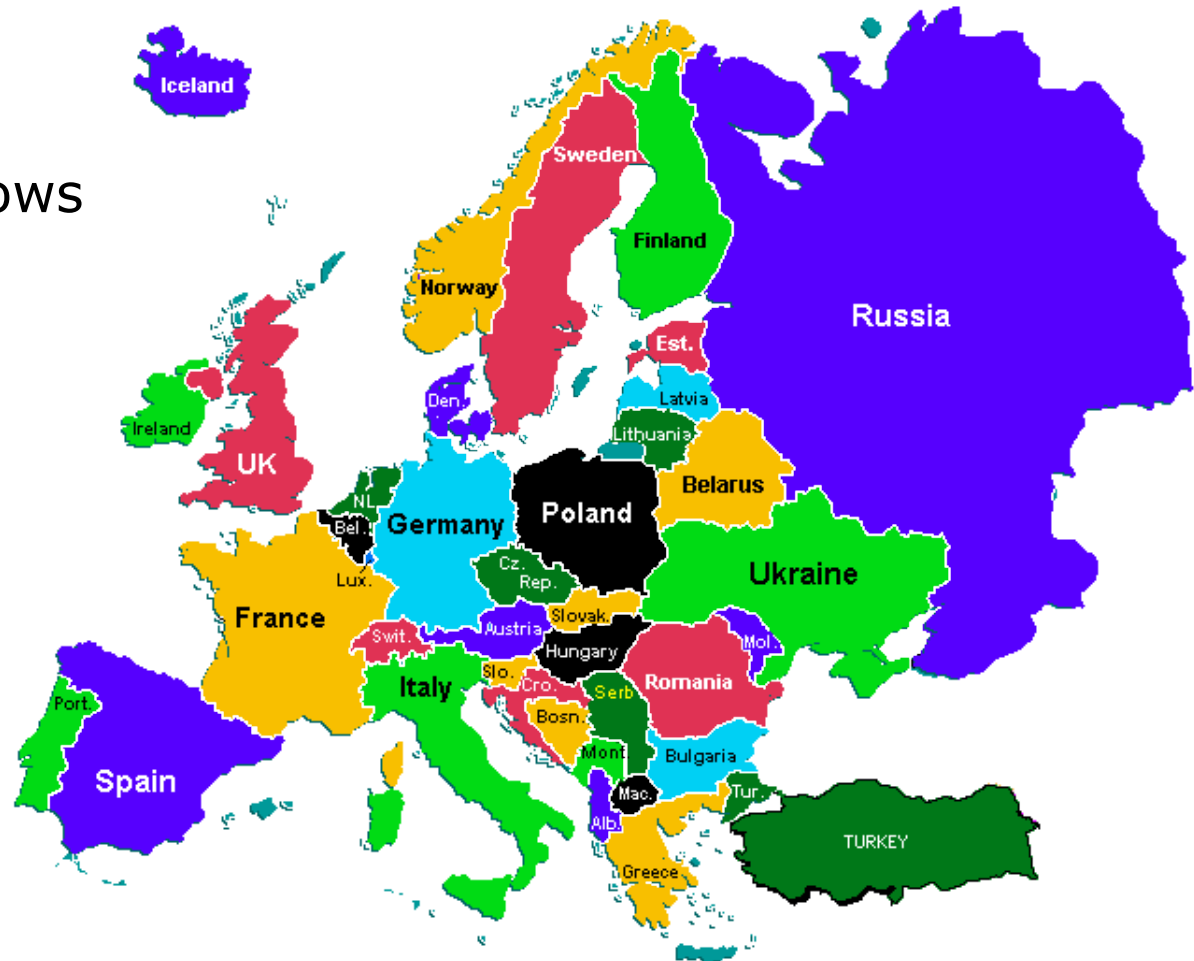 Iceland
ows
Sweden
Finland
Norway
Russia
Est.
Den.
Latvia
Ireland
Lithuania
UK
Belarus
NL
Poland
Bel.
Germany
Cz.
Rep.
Ukraine
Lux.
France
Slovak.
Austria
Swit.
Mol.
Hungary
Slo.
Italy
Cro.
Serb
Romania
Port.
Bosn.
Mont
Bulgaria
Spain
Mac.
Tur.
Alb.
TURKEY
Greece